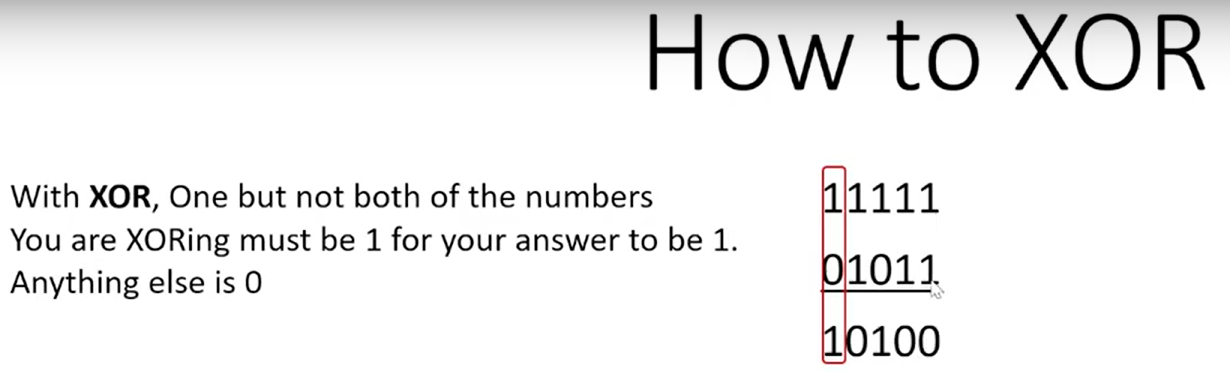 How to XOR
With XOR, One but not both of the numbers
You are XORing must be 1 for your answer to be 1.
Anything else is 0
11111
01011
10100